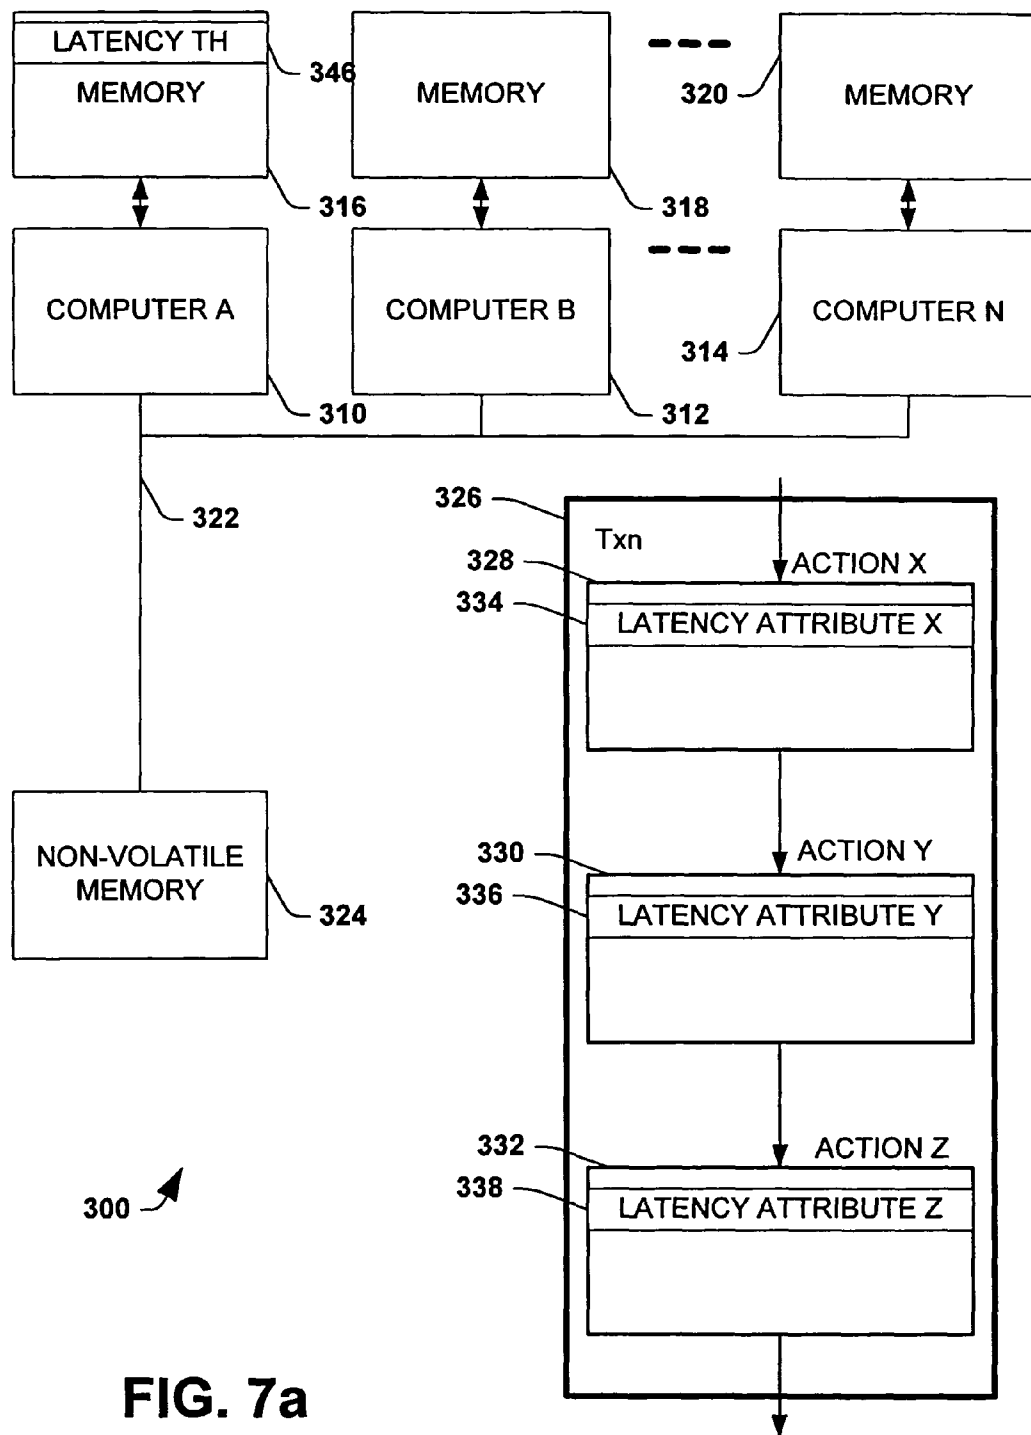 LATENCY TH
346
MEMORY
316
MEMORY
318
320
MEMORY
COMPUTER A
310
COMPUTER B
312
314
COMPUTER N
322
326
Txn
328
ACTION X
334
LATENCY ATTRIBUTE X
NON-VOLATILE
MEMORY
324
330
ACTION Y
336
LATENCY ATTRIBUTE Y
332
ACTION Z
338
LATENCY ATTRIBUTE Z
300
FIG. 7a